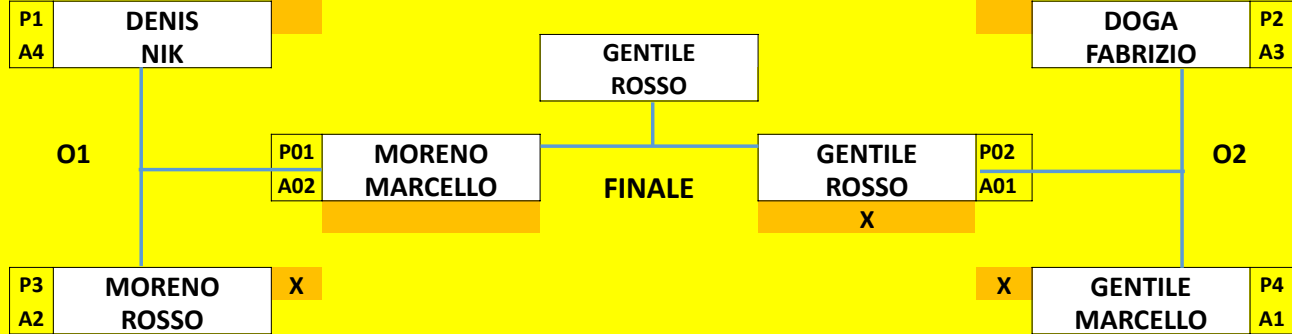 P1 DENIS
A4 NIK
DOGA P2
FABRIZIO A3
GENTILE
ROSSO
O1
P01 MORENO
A02 MARCELLO
FINALE
GENTILE P02
ROSSO A01
X
O2
P3 MORENO X
A2 ROSSO
X GENTILE P4
MARCELLO A1